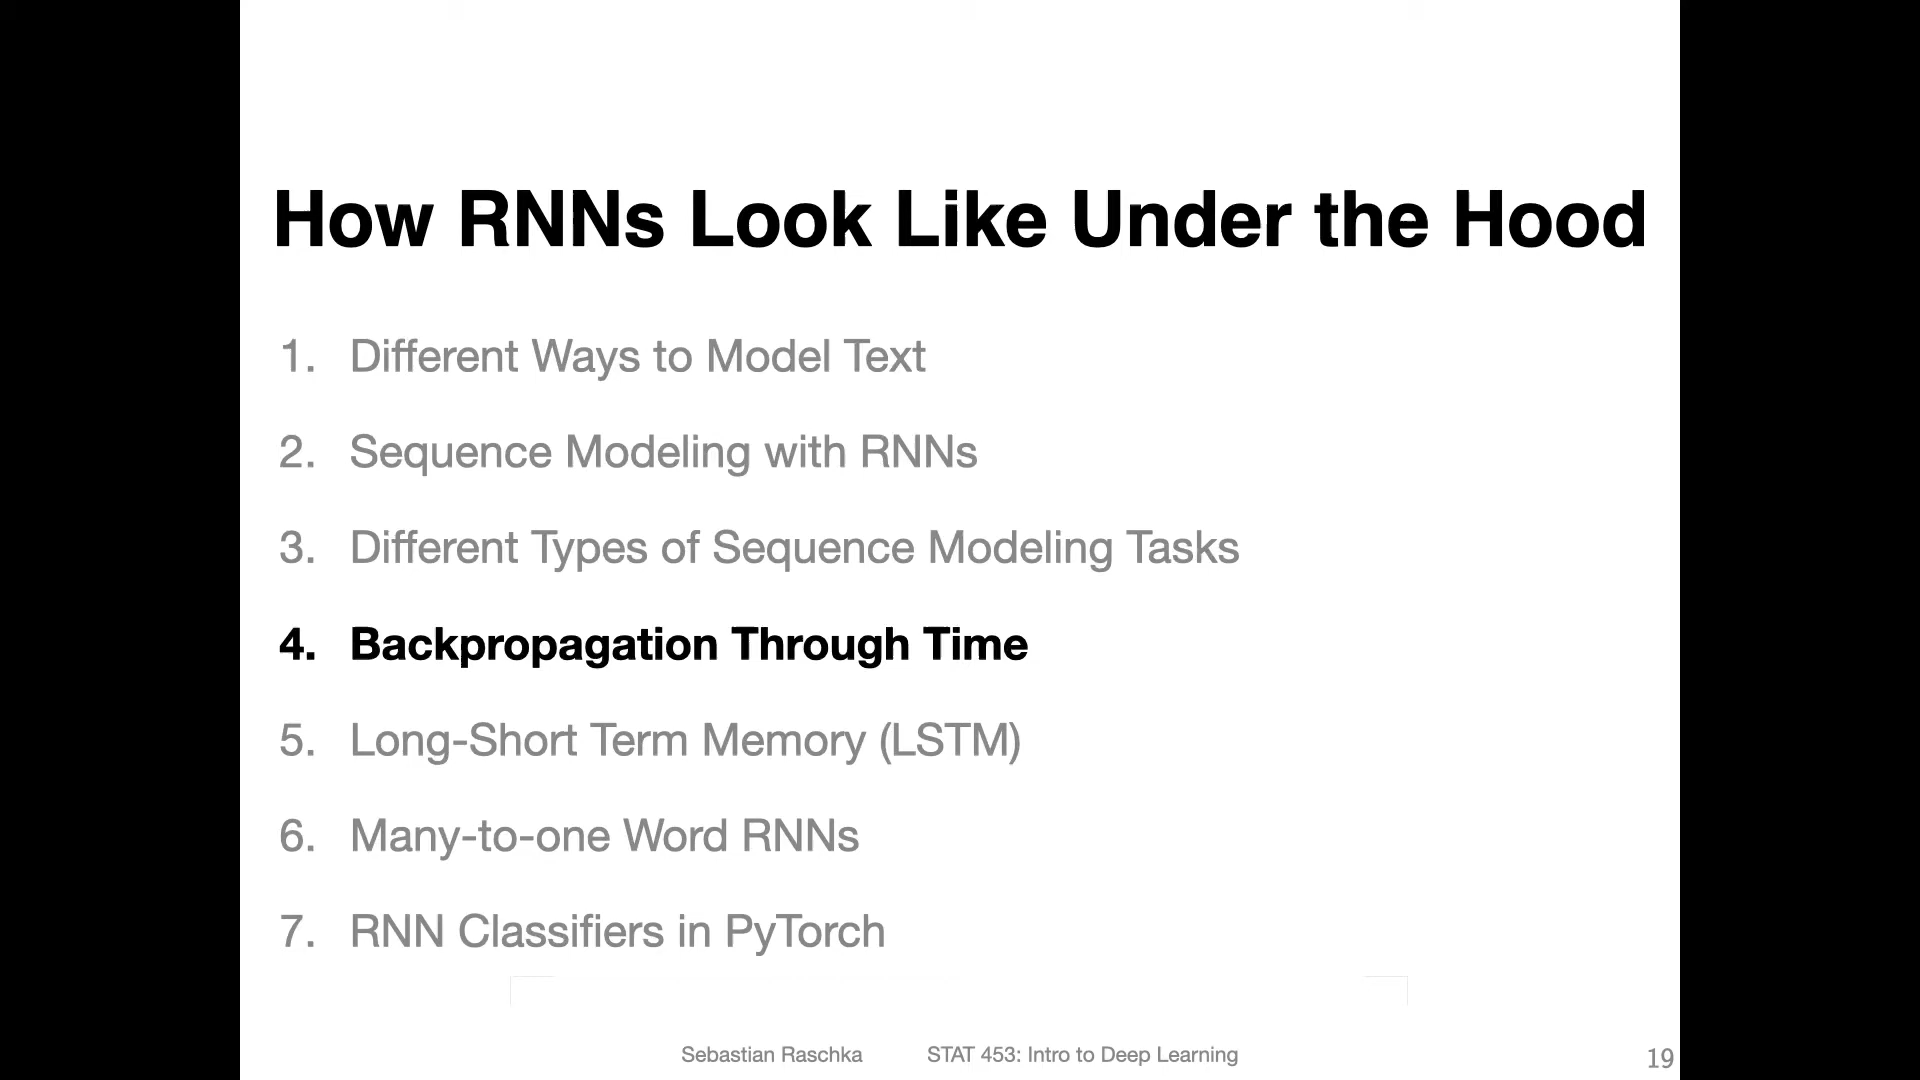 How RNNs Look Like Under the Hood
1. Different Ways to Model Text
2. Sequence Modeling with RNNs
3. Different Types of Sequence Modeling Tasks
4. Backpropagation Through Time
5. Long-Short Term Memory (LSTM)
6. Many-to-one Word RNNs
7. RNN Classifiers in PyTorch
Sebastian Raschka STAT 453: Intro to Deep Learning 19